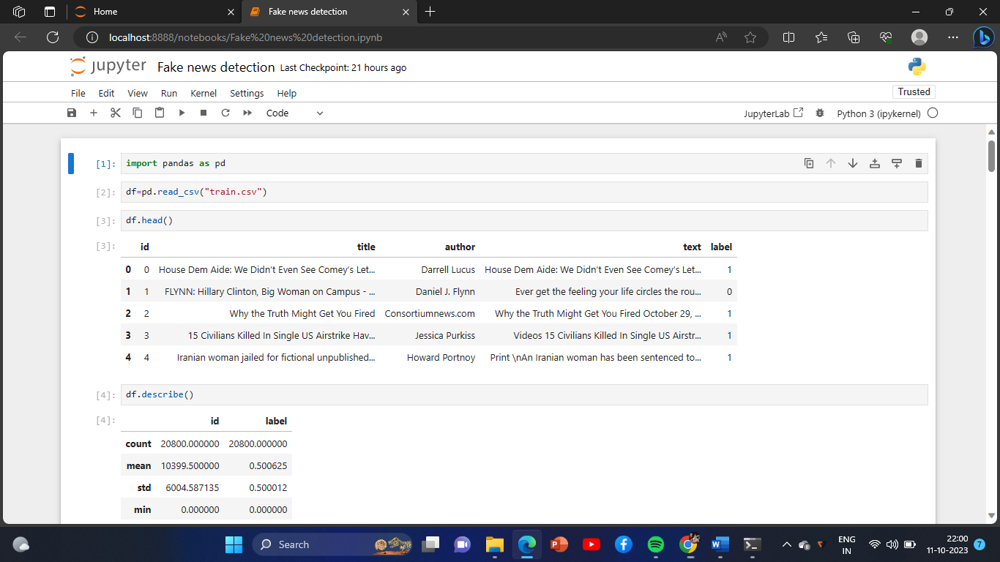 Home
Fake news detection
localhost:8888/notebooks/Fake%20news%20detection.ipynb
jupyter Fake news detection Last Checkpoint: 21 hours ago
File Edit View Run Kernel Settings Help
Trusted
Code
JupyterLab
Python 3 (ipykernel)
[1]: import pandas as pd
[2]: df=pd.read_csv("train.csv")
[3]: df.head()
[3]: id title author text label
0 0 House Dem Aide: We Didn’t Even See Comey’s Let... Darrell Lucus House Dem Aide: We Didn’t Even See Comey’s Let... 1
1 1 FLYNN: Hillary Clinton, Big Woman on Campus - ... Daniel J. Flynn Ever get the feeling your life circles the rou... 0
2 2 Why the Truth Might Get You Fired Consortiumnews.com Why the Truth Might Get You Fired October 29, ... 1
3 3 15 Civilians Killed In Single US Airstrike Hav... Jessica Purkiss Videos 15 Civilians Killed In Single US Airstr... 1
4 4 Iranian woman jailed for fictional unpublished... Howard Portnoy Print \nAn Iranian woman has been sentenced to... 1
[4]: df.describe()
[4]: id label
count 20800.000000 20800.000000
mean 10399.500000 0.500625
std 6004.587135 0.500012
min 0.000000 0.000000
Search
ENG
IN
22:00
11-10-2023
7